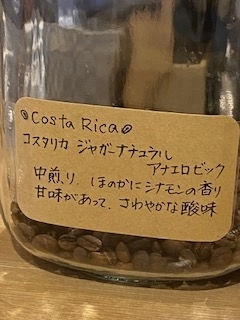 Costa Rica
コスタリカ ジャガーナチュラル
アナエロビック
中煎り、ほのかにシナモンの香り
甘味があって、さわやかな酸味